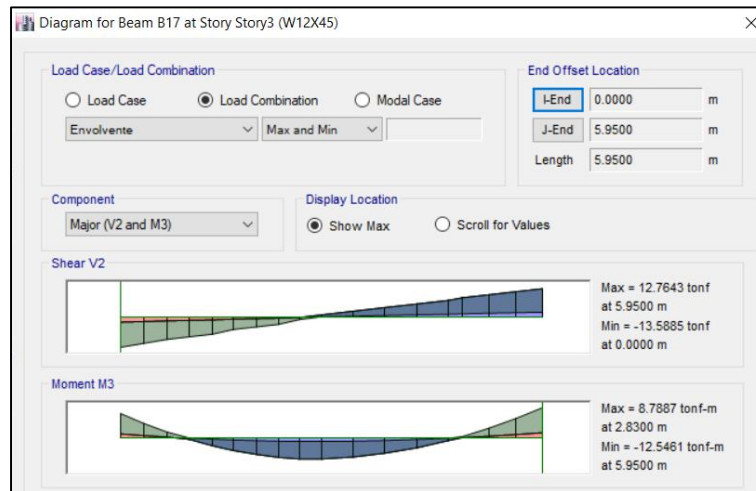 Diagram for Beam B17 at Story Story3 (W12X45)
Load Case/Load Combination
Load Case Load Combination Modal Case
Envolvente Max and Min
End Offset Location
I-End 0.0000 m
J-End 5.9500 m
Length 5.9500 m
Component
Major (V2 and M3)
Display Location
Show Max Scroll for Values
Shear V2
Max = 12.7643 tonf
at 5.9500 m
Min = -13.5885 tonf
at 0.0000 m
Moment M3
Max = 8.7887 tonf-m
at 2.8300 m
Min = -12.5461 tonf-m
at 5.9500 m